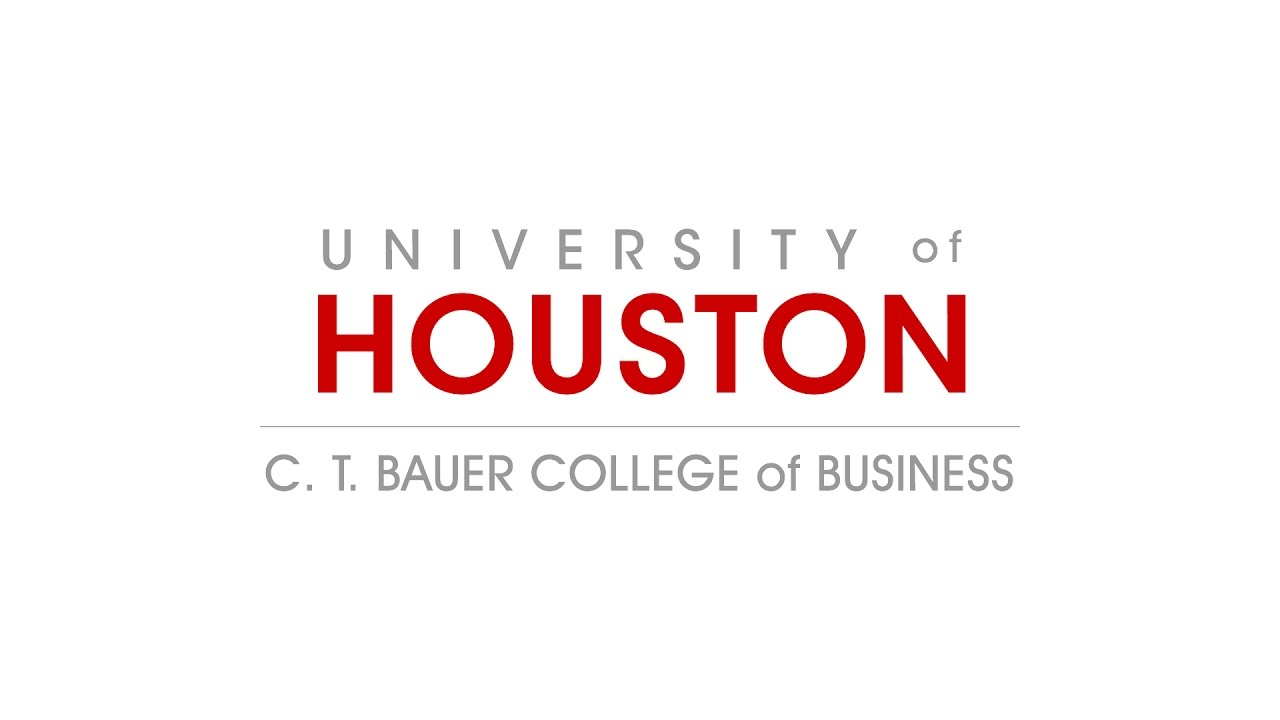 UNIVERSITY of
HOUSTON
C. T. BAUER COLLEGE of BUSINESS